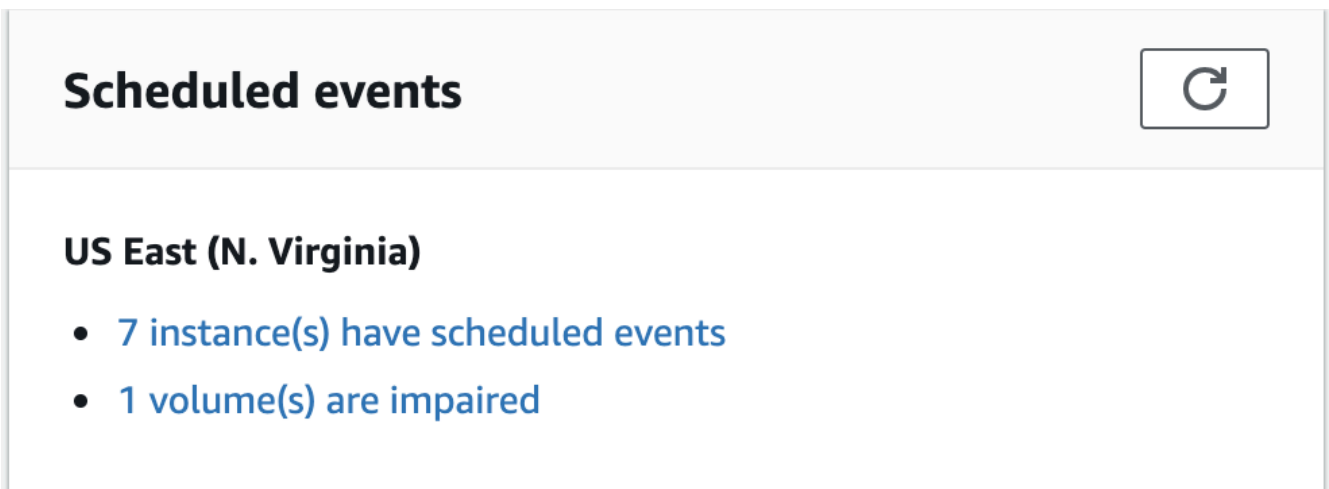 Scheduled events
US East (N. Virginia)
7 instance(s) have scheduled events
1 volume(s) are impaired